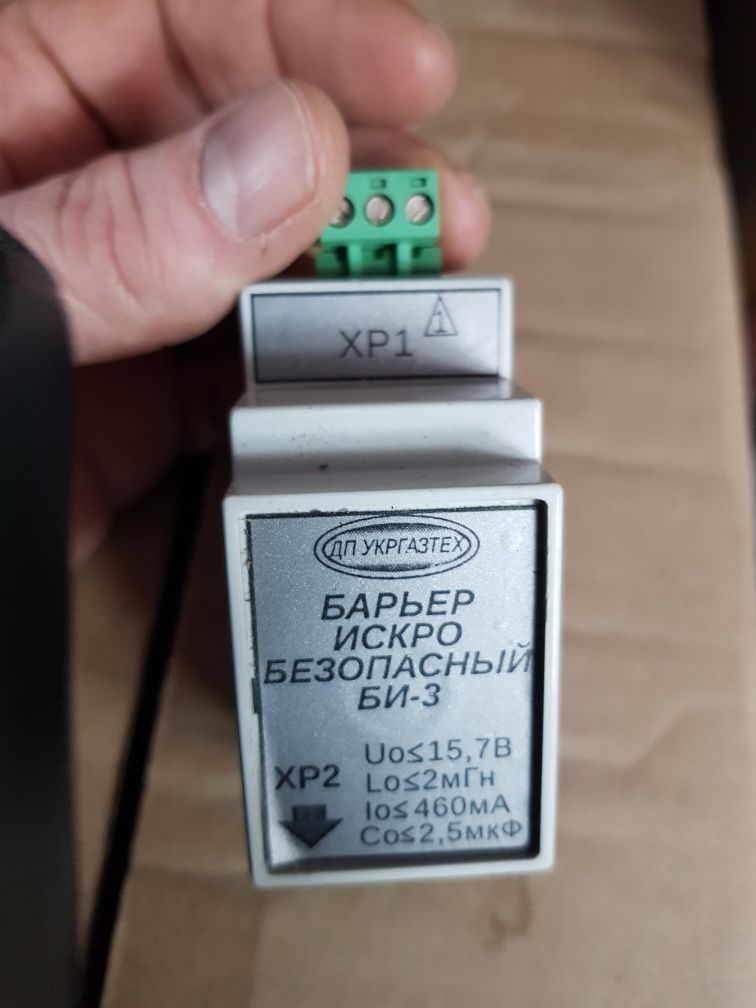 XP1
1
ДП УКРГАЗТЕХ
БАРЬЕР
ИСКРО
БЕЗОПАСНЫЙ
БИ-3
XP2
Uo≤15,7В
Lo≤2мГн
Io≤460мА
Co≤2,5мкФ